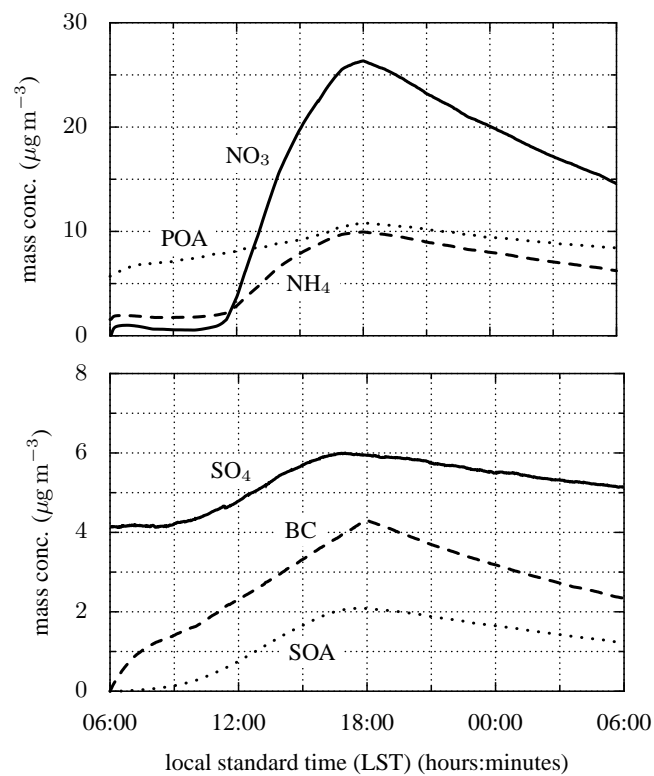 30
20
10
0
mass conc. (μg m⁻³)
NO₃
POA
NH₄
8
6
4
2
0
mass conc. (μg m⁻³)
SO₄
BC
SOA
06:00 12:00 18:00 00:00 06:00
local standard time (LST) (hours:minutes)